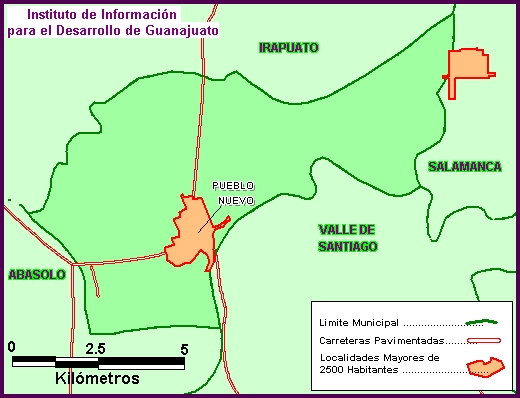 Instituto de Información
para el Desarrollo de Guanajuato
IRAPUATO
SALAMANCA
PUEBLO
NUEVO
VALLE DE
SANTIAGO
ABASOLO
Limite Municipal
Carreteras Pavimentadas
Localidades Mayores de
2500 Habitantes
0 2.5 5
Kilómetros